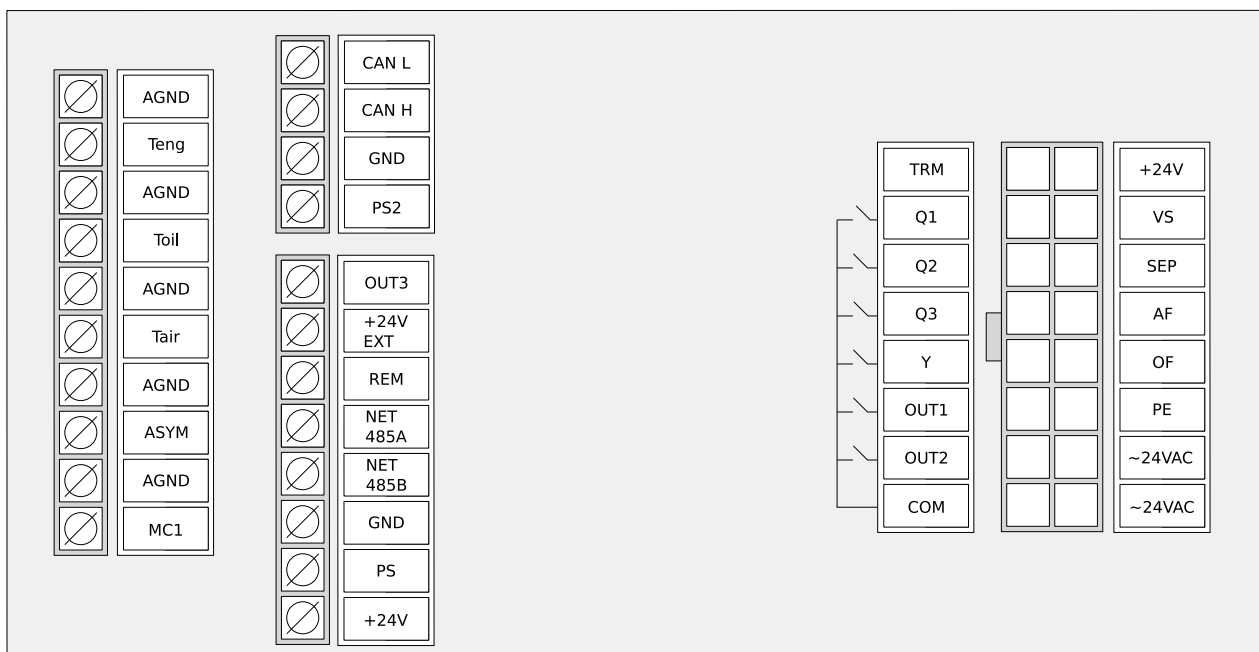 AGND
Teng
AGND
Toil
AGND
Tair
AGND
ASYM
AGND
MC1
CAN L
CAN H
GND
PS2
OUT3
+24V
EXT
REM
NET
485A
NET
485B
GND
PS
+24V
TRM
Q1
Q2
Q3
Y
OUT1
OUT2
COM
+24V
VS
SEP
AF
OF
PE
~24VAC
~24VAC